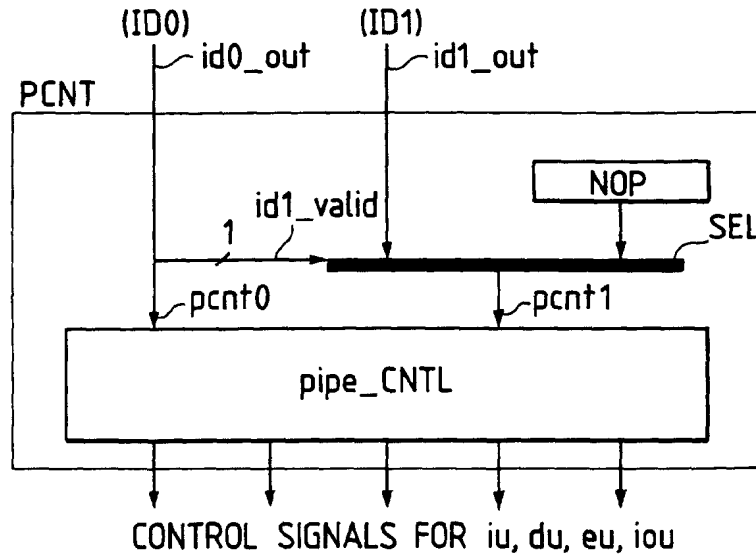 (ID0)
(ID1)
id0_out
id1_out
PCNT
NOP
id1_valid
1
SEL
pcnt0
pcnt1
pipe_CNTL
CONTROL SIGNALS FOR iu, du, eu, iou